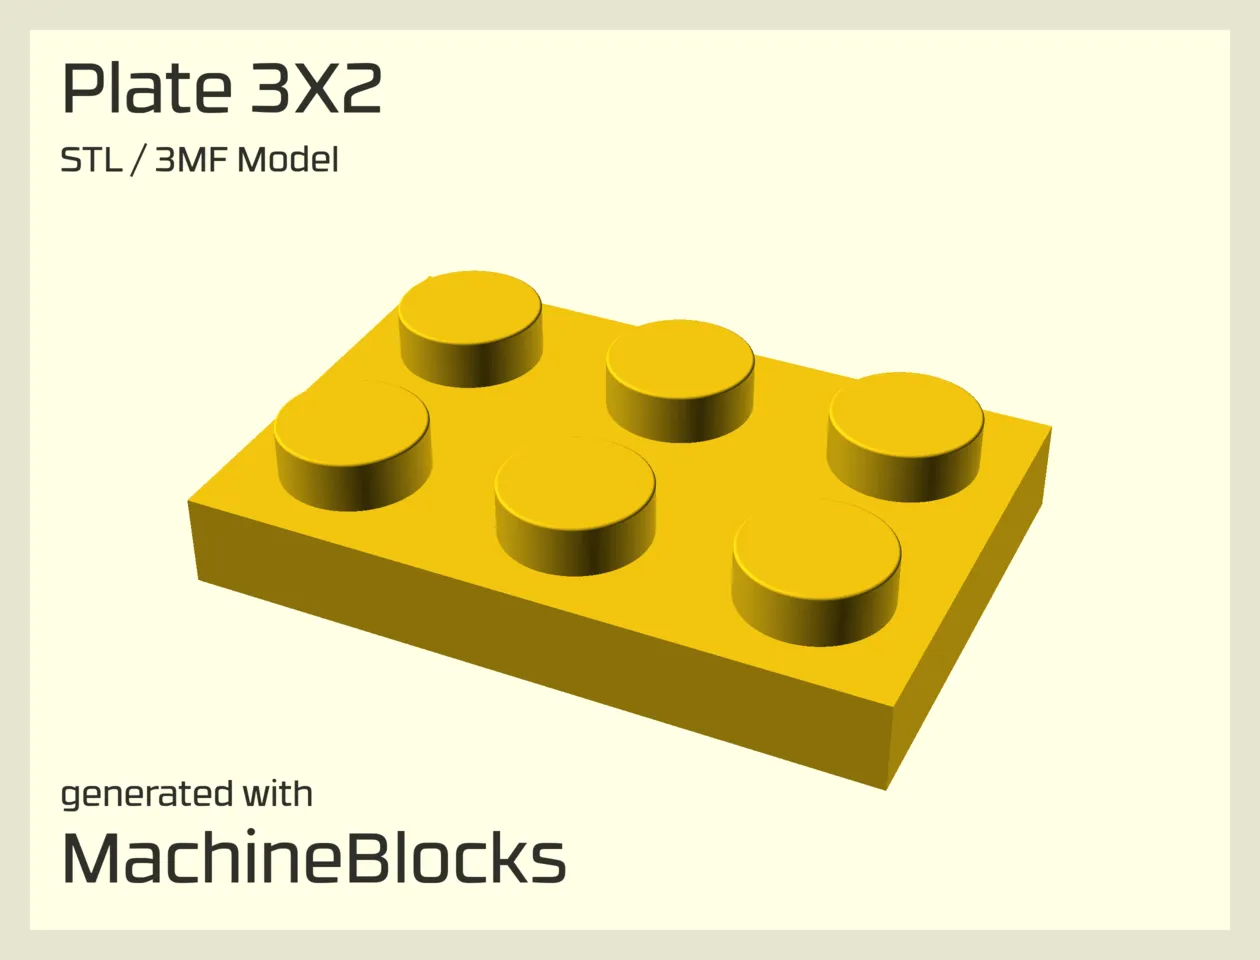 Plate 3X2
STL / 3MF Model
generated with
MachineBlocks